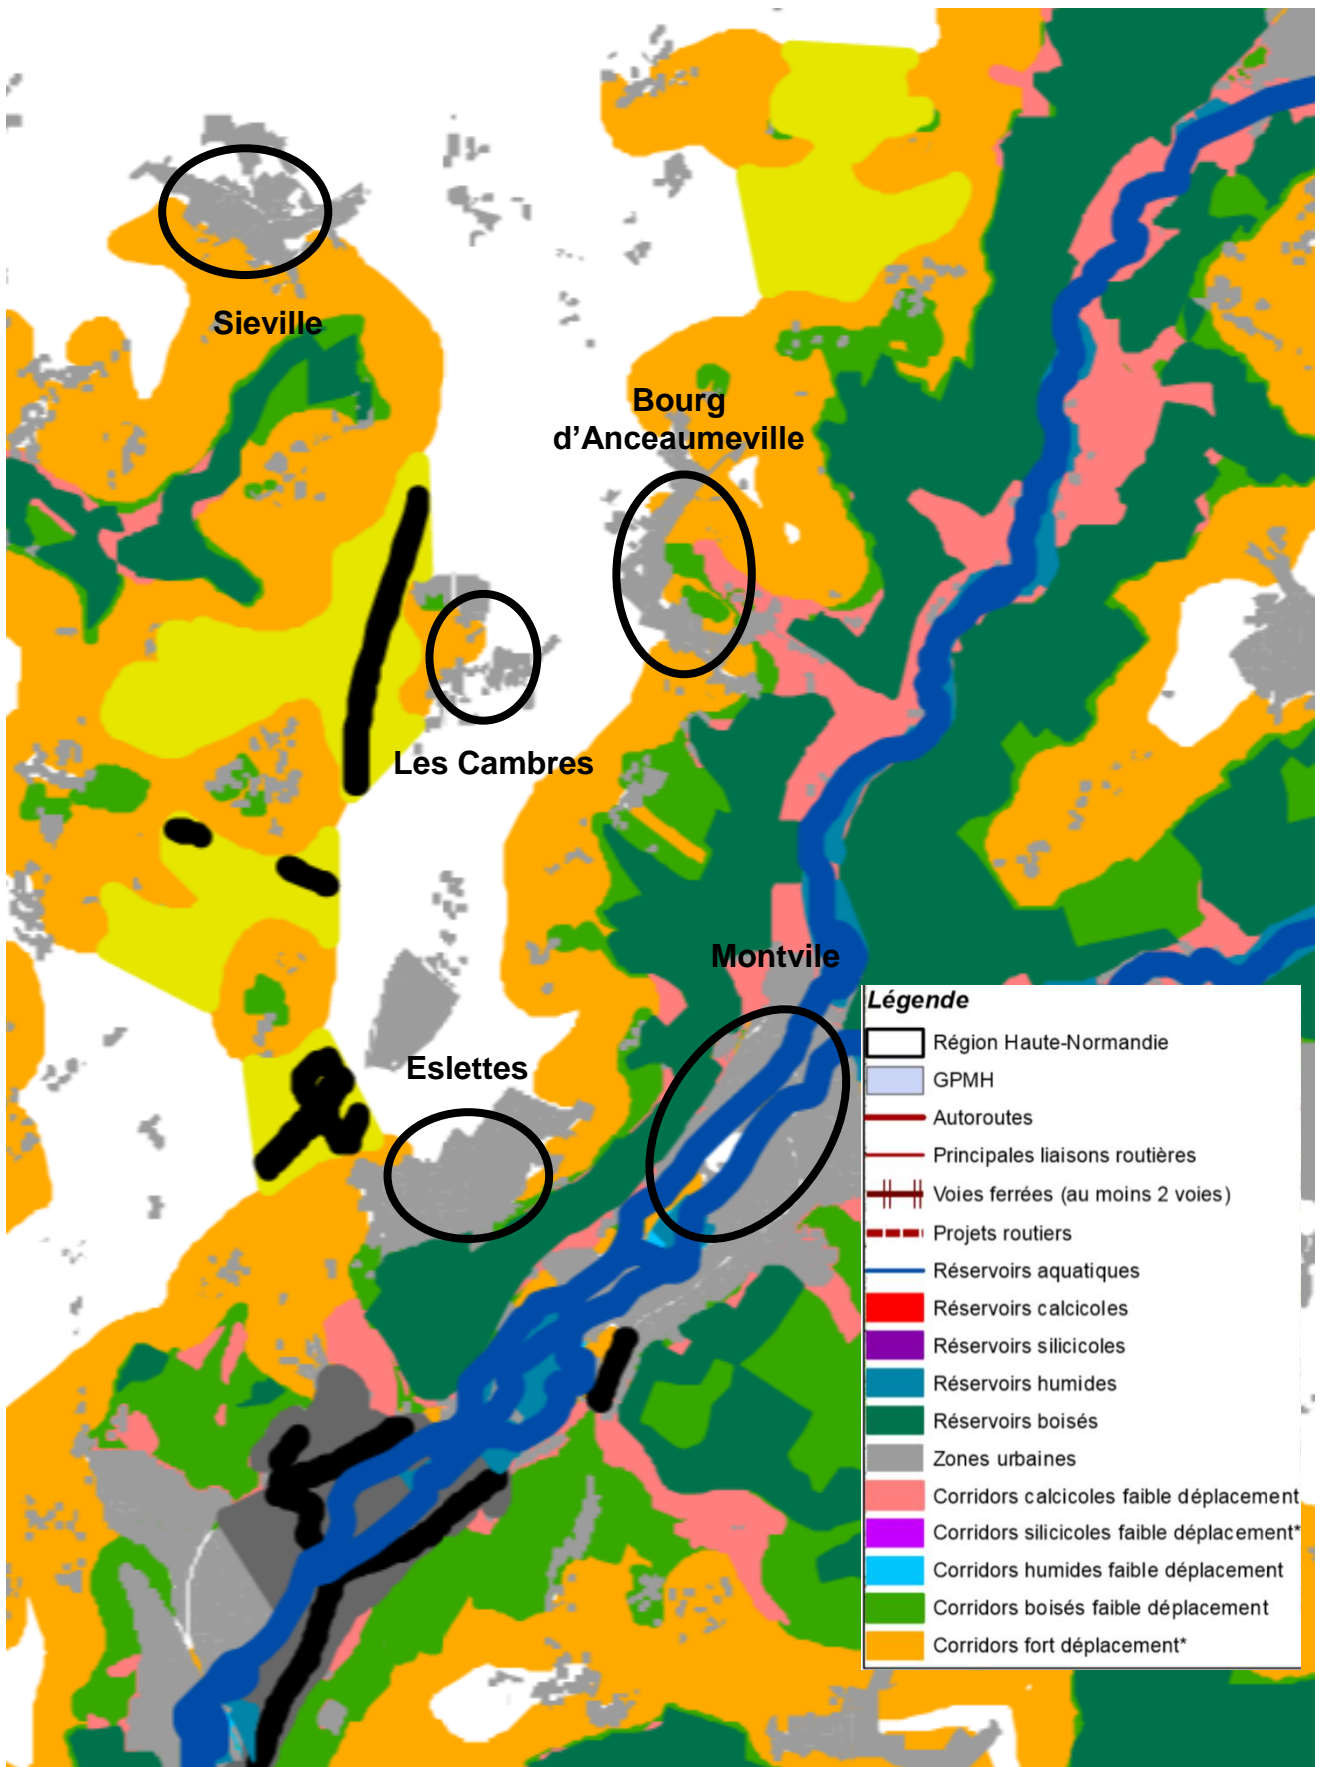 Sieville
Bourg
d’Anceaumeville
Les Cambres
Montvile
Eslettes
Légende
Région Haute-Normandie
GPMH
Autoroutes
Principales liaisons routières
Voies ferrées (au moins 2 voies)
Projets routiers
Réservoirs aquatiques
Réservoirs calcicoles
Réservoirs silicicoles
Réservoirs humides
Réservoirs boisés
Zones urbaines
Corridors calcicoles faible déplacement
Corridors silicicoles faible déplacement*
Corridors humides faible déplacement
Corridors boisés faible déplacement
Corridors fort déplacement*